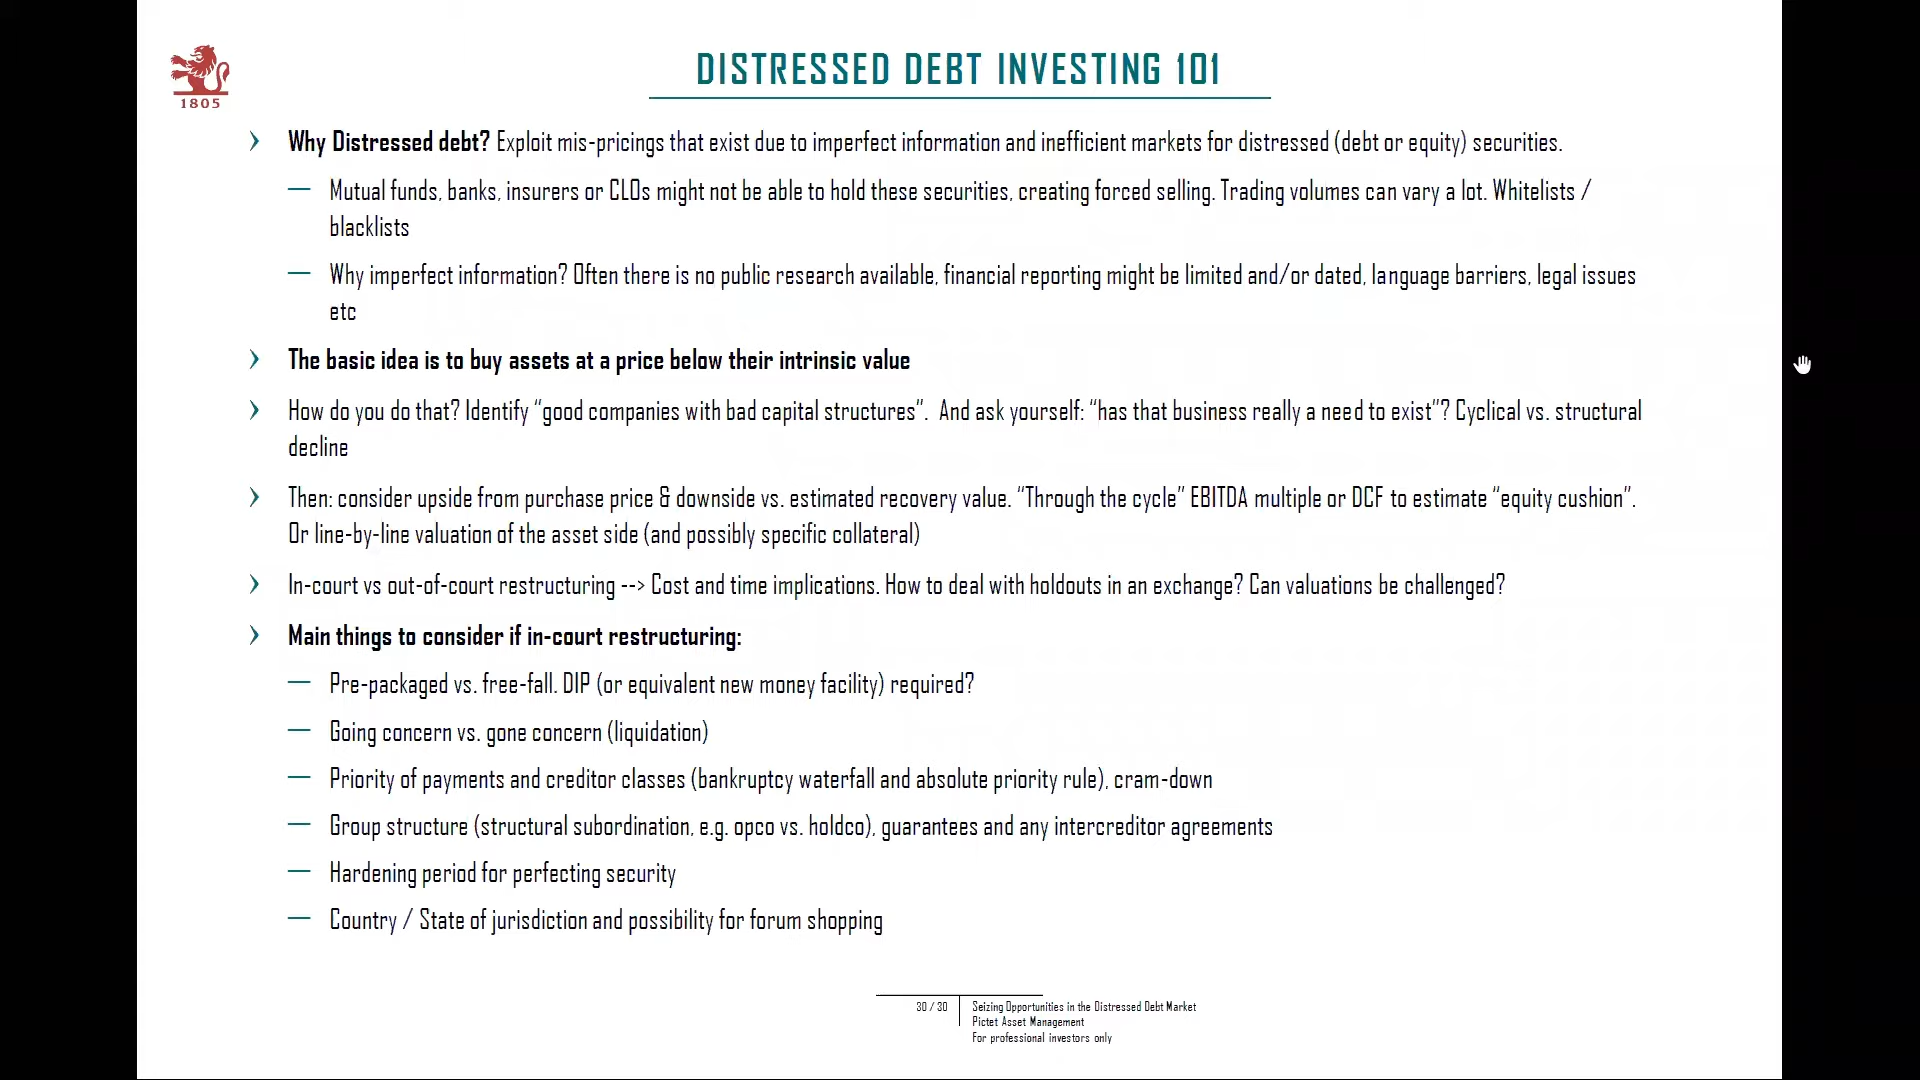 1805
DISTRESSED DEBT INVESTING 101
› Why Distressed debt? Exploit mis-pricings that exist due to imperfect information and inefficient markets for distressed (debt or equity) securities.
— Mutual funds, banks, insurers or CLOs might not be able to hold these securities, creating forced selling. Trading volumes can vary a lot. Whitelists /
blacklists
— Why imperfect information? Often there is no public research available, financial reporting might be limited and/or dated, language barriers, legal issues
etc
› The basic idea is to buy assets at a price below their intrinsic value
› How do you do that? Identify “good companies with bad capital structures”. And ask yourself: “has that business really a need to exist”? Cyclical vs. structural
decline
› Then: consider upside from purchase price & downside vs. estimated recovery value. “Through the cycle” EBITDA multiple or DCF to estimate “equity cushion”.
Or line-by-line valuation of the asset side (and possibly specific collateral)
› In-court vs out-of-court restructuring --> Cost and time implications. How to deal with holdouts in an exchange? Can valuations be challenged?
› Main things to consider if in-court restructuring:
— Pre-packaged vs. free-fall. DIP (or equivalent new money facility) required?
— Going concern vs. gone concern (liquidation)
— Priority of payments and creditor classes (bankruptcy waterfall and absolute priority rule), cram-down
— Group structure (structural subordination, e.g. opco vs. holdco), guarantees and any intercreditor agreements
— Hardening period for perfecting security
— Country / State of jurisdiction and possibility for forum shopping
30 / 30
Seizing Opportunities in the Distressed Debt Market
Pictet Asset Management
For professional investors only